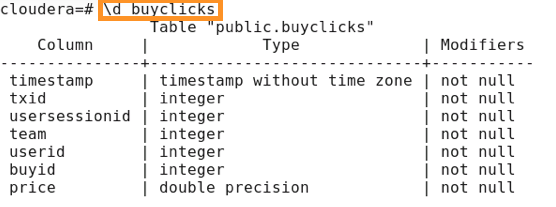 cloudera=# \d buyclicks
                Table "public.buyclicks"
    Column     |            Type             | Modifiers
---------------+-----------------------------+-----------
 timestamp     | timestamp without time zone | not null
 txid          | integer                     | not null
 usersessionid | integer                     | not null
 team          | integer                     | not null
 userid        | integer                     | not null
 buyid         | integer                     | not null
 price         | double precision            | not null